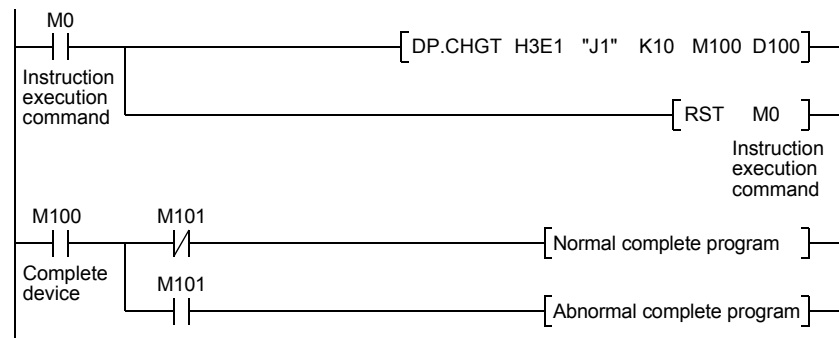 M0
DP.CHGT H3E1 "J1" K10 M100 D100
Instruction
execution
command
RST M0
Instruction
execution
command
M100 M101
Normal complete program
Complete
device
M101
Abnormal complete program